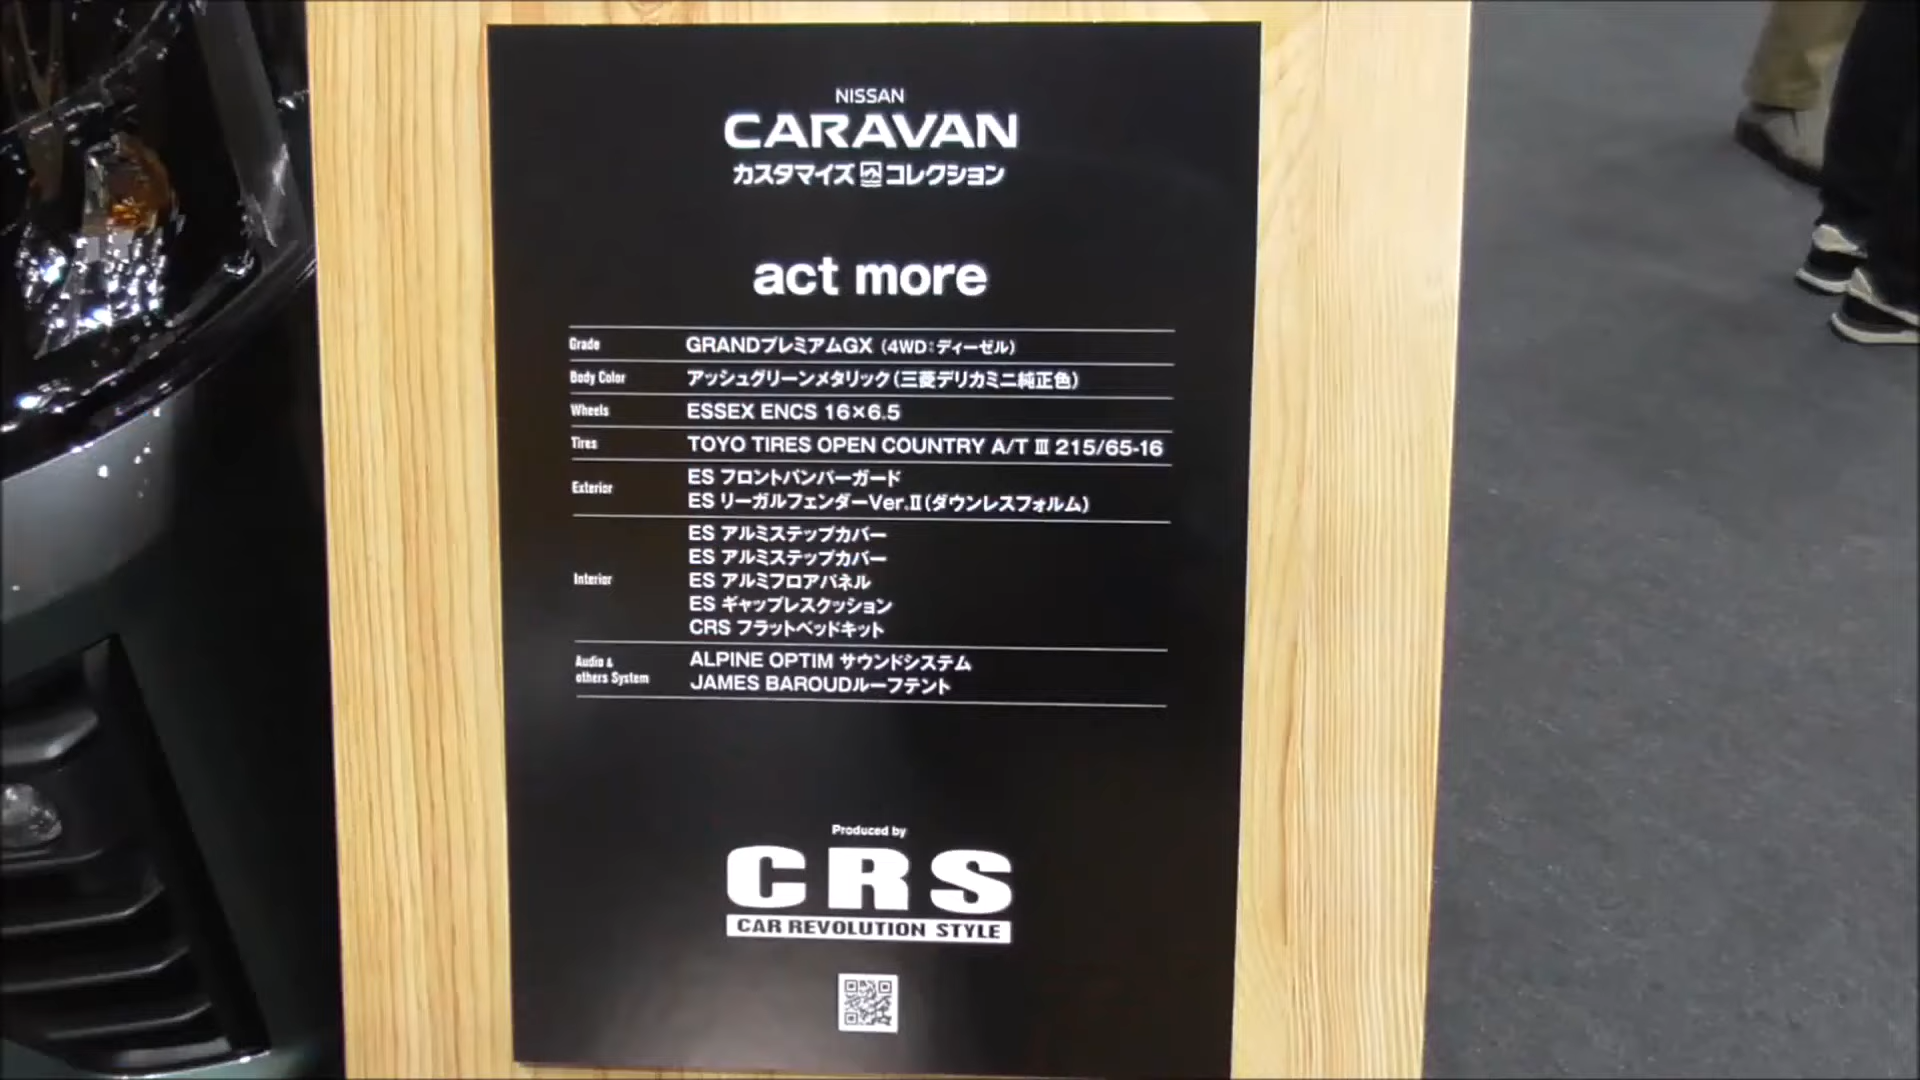 NISSAN
CARAVAN
カスタマイズ コレクション
act more
Grade GRANDプレミアムGX (4WD:ディーゼル)
Body Color アッシュグリーンメタリック(三菱デリカミニ純正色)
Wheels ESSEX ENCS 16×6.5
Tires TOYO TIRES OPEN COUNTRY A/T Ⅲ 215/65-16
Exterior ES フロントバンパーガード
ES リーガルフェンダーVer.Ⅱ(ダウンレスフォルム)
Interior ES アルミステップカバー
ES アルミステップカバー
ES アルミフロアパネル
ES ギャップレスクッション
CRS フラットベッドキット
Audio & others System ALPINE OPTIM サウンドシステム
JAMES BAROUDルーフテント
Produced by
CRS
CAR REVOLUTION STYLE